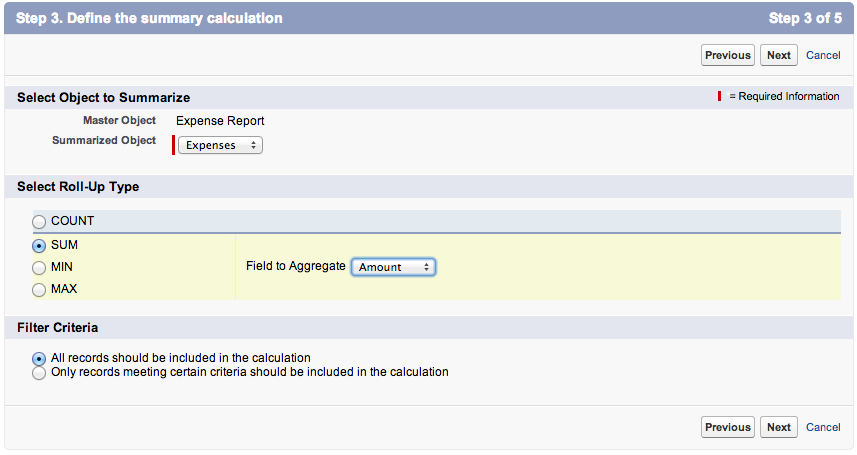 Step 3. Define the summary calculation Step 3 of 5
Previous Next Cancel
Select Object to Summarize = Required Information
Master Object Expense Report
Summarized Object Expenses
Select Roll-Up Type
COUNT
SUM
MIN Field to Aggregate Amount
MAX
Filter Criteria
All records should be included in the calculation
Only records meeting certain criteria should be included in the calculation
Previous Next Cancel